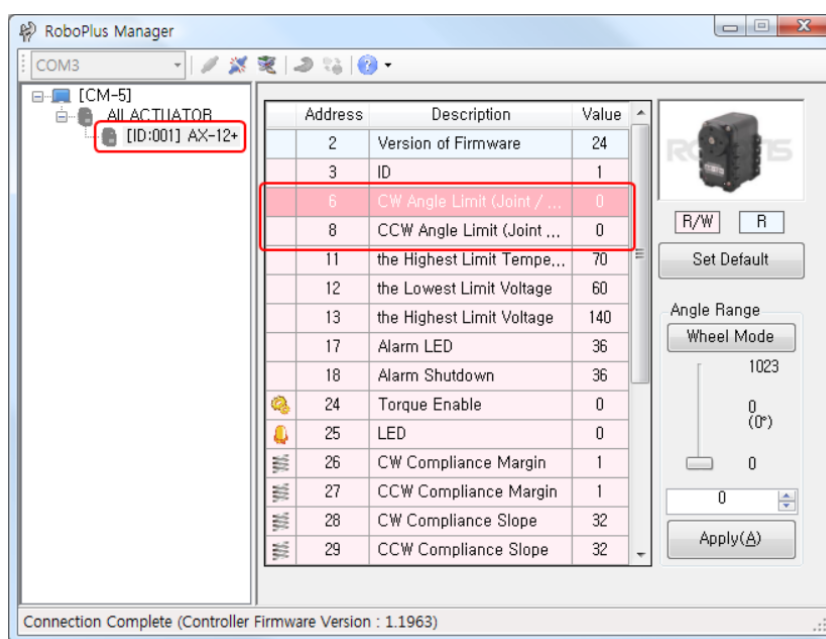 RoboPlus Manager
COM3
[CM-5]
All ACTUATOR
[ID:001] AX-12+
Address Description Value
2 Version of Firmware 24
3 ID 1
6 CW Angle Limit (Joint / ... 0
8 CCW Angle Limit (Joint ... 0
11 the Highest Limit Tempe... 70
12 the Lowest Limit Voltage 60
13 the Highest Limit Voltage 140
17 Alarm LED 36
18 Alarm Shutdown 36
24 Torque Enable 0
25 LED 0
26 CW Compliance Margin 1
27 CCW Compliance Margin 1
28 CW Compliance Slope 32
29 CCW Compliance Slope 32
R/W R
Set Default
Angle Range
Wheel Mode
1023
0
(0°)
0
0
Apply(A)
Connection Complete (Controller Firmware Version : 1.1963)